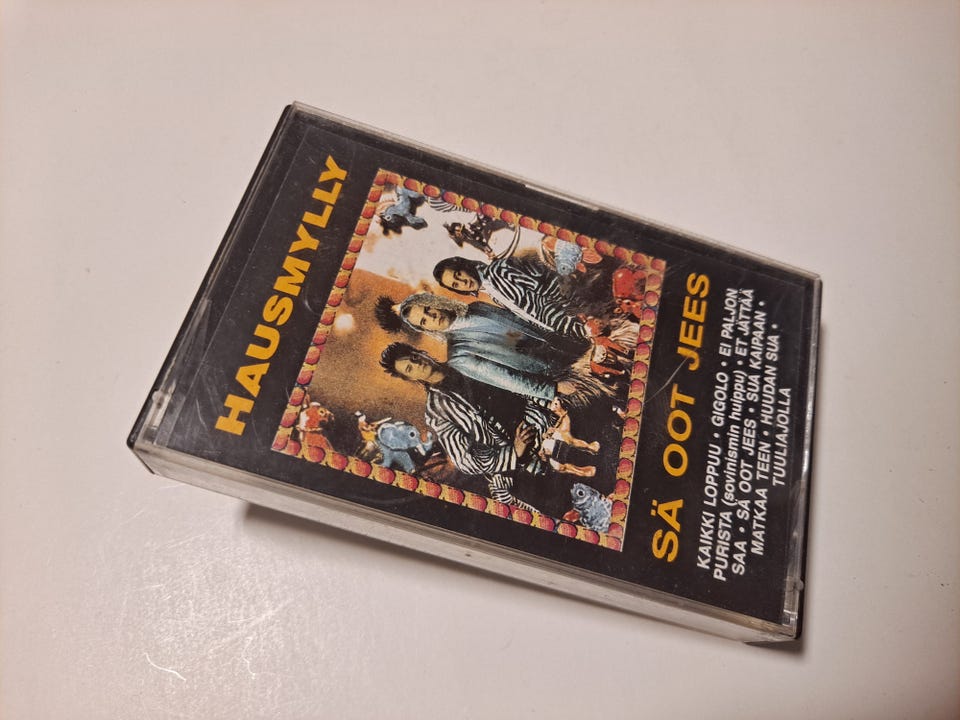 HAUSMYLLY
SÄ OOT JEES
KAIKKI LOPPUU • GIGOLO • EI PALJON
PURISTA (sovinismin huippu) • ET JÄTTÄÄ
SAA • SÄ OOT JEES • SUA KAIPAAN •
MATKAA TEEN • HUUDAN SUA •
TUULIAJOLLA